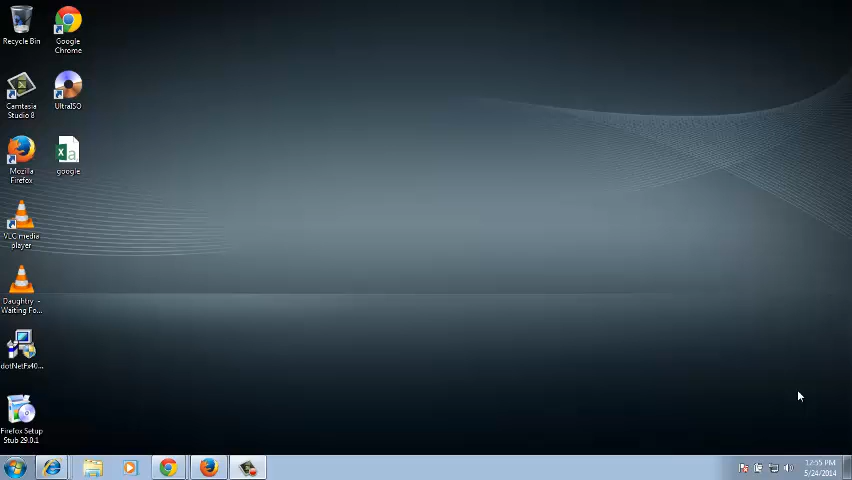 Recycle Bin
Google
Chrome
Camtasia
Studio 8
UltraISO
Mozilla
Firefox
google
VLC media
player
Daughtry -
Waiting Fo...
dotNetFx40...
Firefox Setup
Stub 29.0.1
12:55 PM
5/24/2014